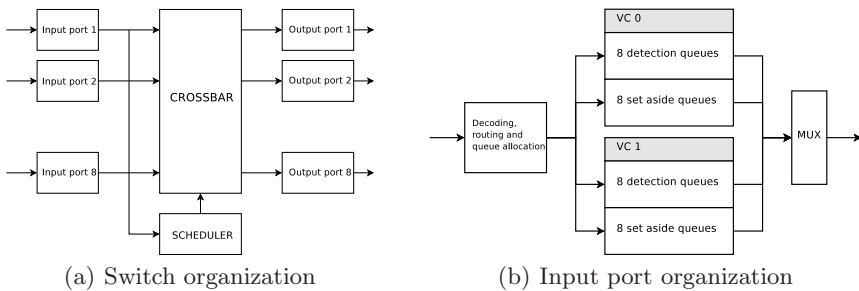 Input port 1
Output port 1
Input port 2
Output port 2
CROSSBAR
Input port 8
Output port 8
SCHEDULER
(a) Switch organization
VC 0
8 detection queues
8 set aside queues
Decoding,
routing and
queue allocation
MUX
VC 1
8 detection queues
8 set aside queues
(b) Input port organization